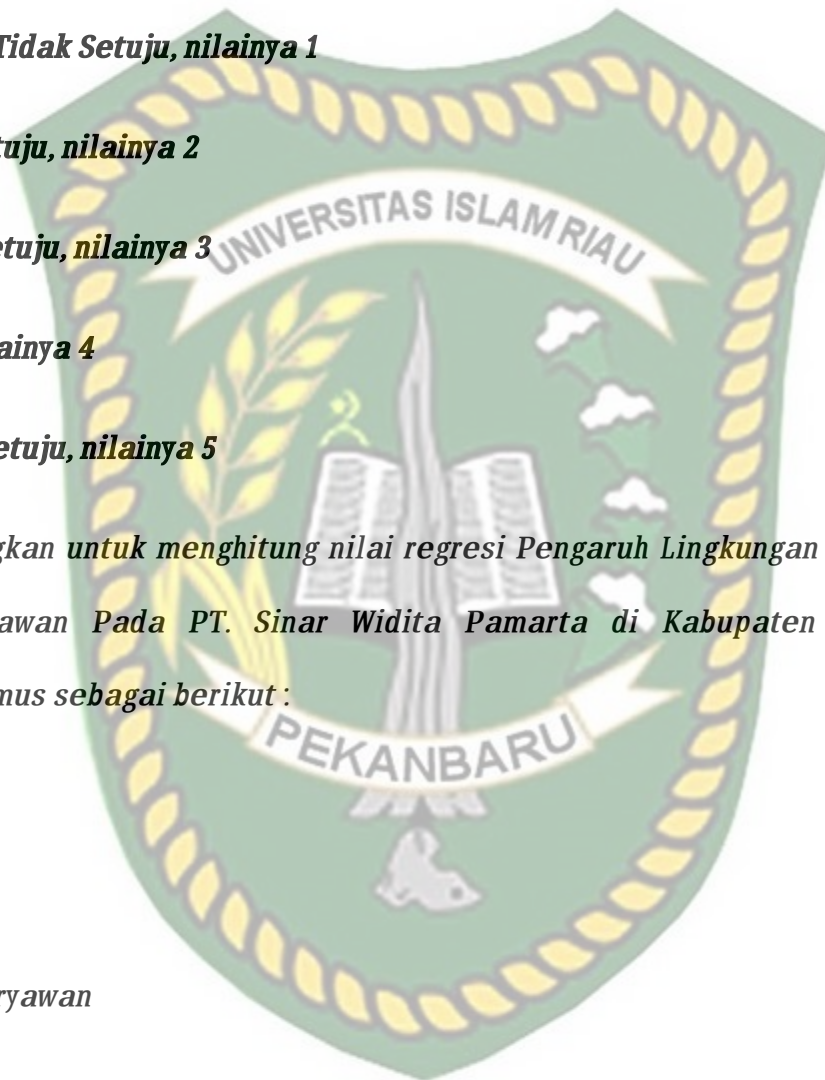 Tidak Setuju, nilainya 1
tuju, nilainya 2
etuju, nilainya 3
UNIVERSITAS ISLAM RIAU
ainya 4
etuju, nilainya 5
gkan untuk menghitung nilai regresi Pengaruh Lingkungan
awan Pada PT. Sinar Widita Pamarta di Kabupaten
mus sebagai berikut :
PEKANBARU
ryawan